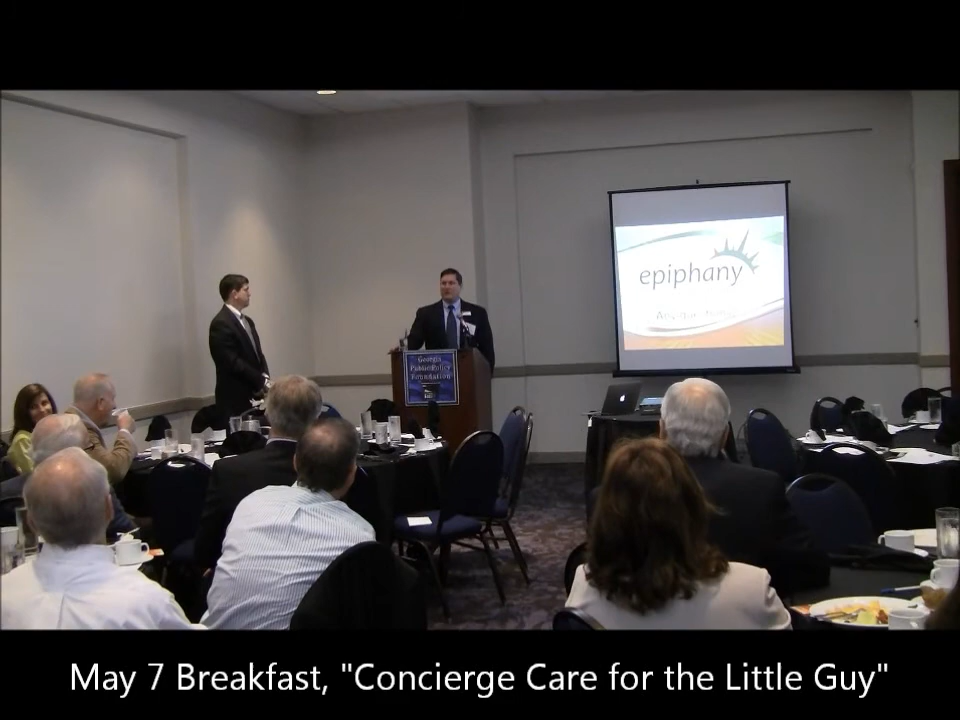 epiphany
Georgia
Public Policy
Foundation
May 7 Breakfast, "Concierge Care for the Little Guy"